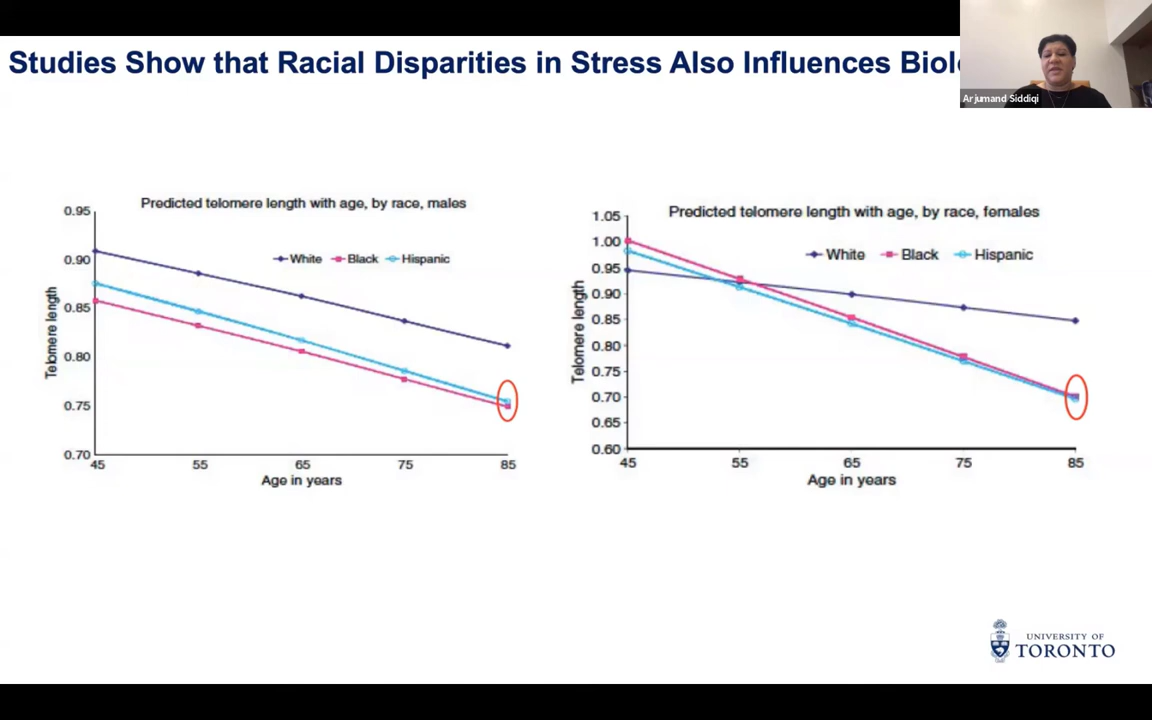 Studies Show that Racial Disparities in Stress Also Influences Biol
Arjumand Siddiqi
Predicted telomere length with age, by race, males
White Black Hispanic
Telomere length
0.95
0.90
0.85
0.80
0.75
0.70
45 55 65 75 85
Age in years
Predicted telomere length with age, by race, females
White Black Hispanic
Telomere length
1.05
1.00
0.95
0.90
0.85
0.80
0.75
0.70
0.65
0.60
45 55 65 75 85
Age in years
UNIVERSITY OF
TORONTO